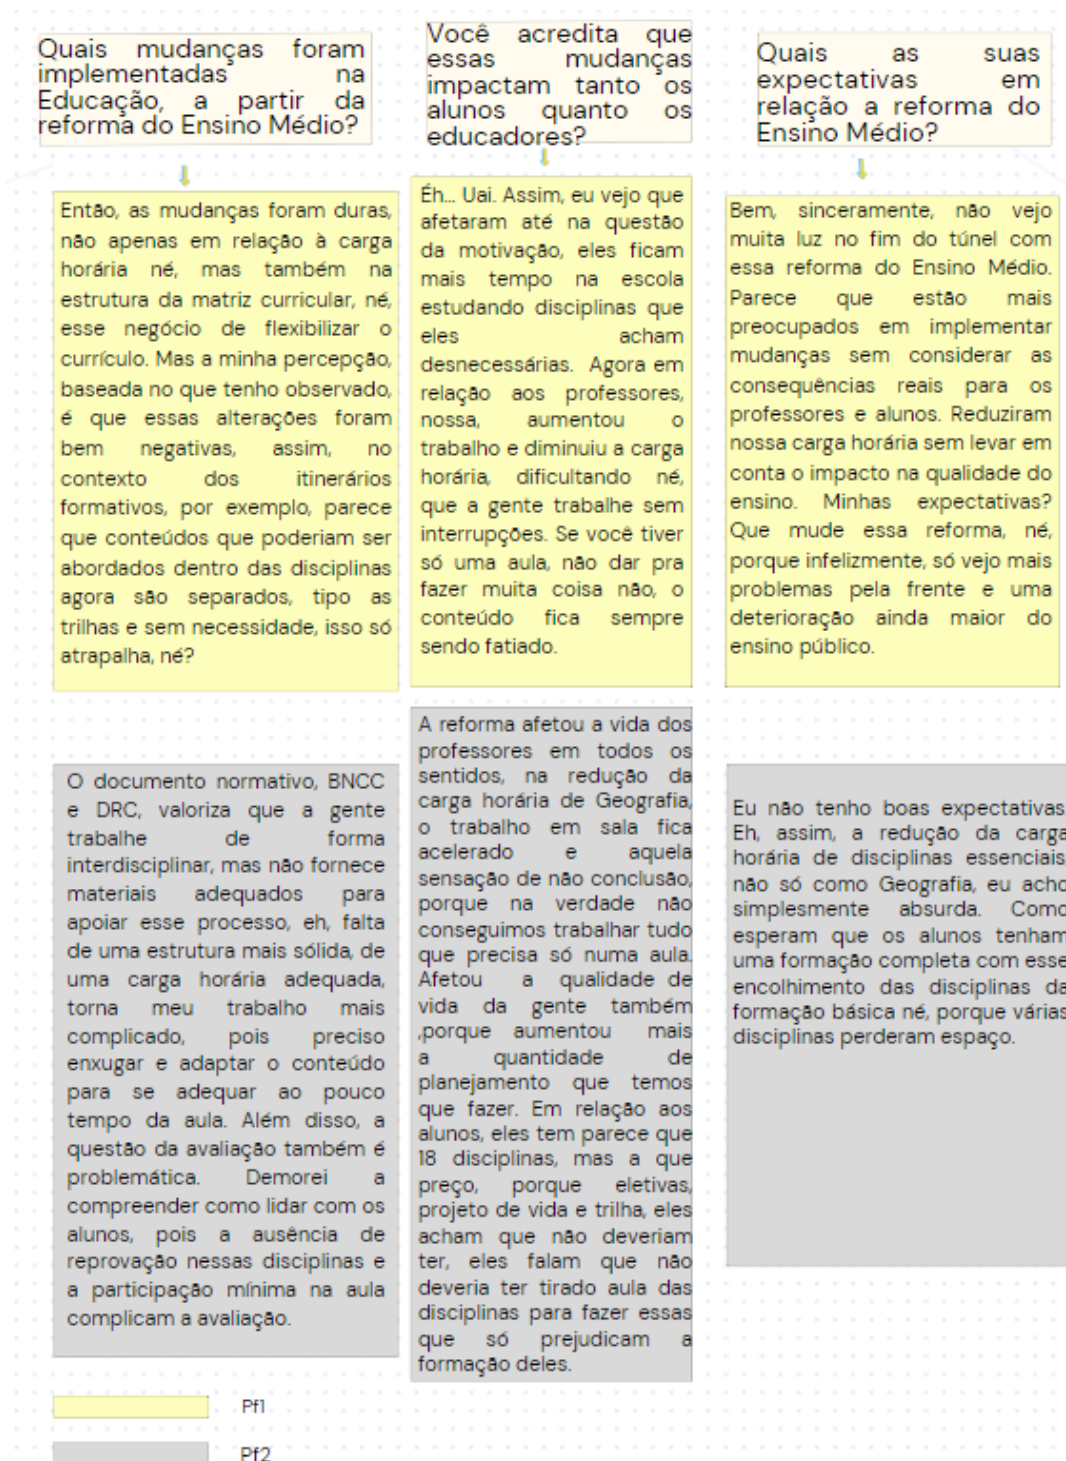 Quais mudanças foram
implementadas na
Educação, a partir da
reforma do Ensino Médio?
Você acredita que
essas mudanças
impactam tanto os
alunos quanto os
educadores?
Quais as suas
expectativas em
relação a reforma do
Ensino Médio?
Então, as mudanças foram duras,
não apenas em relação à carga
horária né, mas também na
estrutura da matriz curricular, né,
esse negócio de flexibilizar o
currículo. Mas a minha percepção,
baseada no que tenho observado,
é que essas alterações foram
bem negativas, assim, no
contexto dos itinerários
formativos, por exemplo, parece
que conteúdos que poderiam ser
abordados dentro das disciplinas
agora são separados, tipo as
trilhas e sem necessidade, isso só
atrapalha, né?
Éh... Uai. Assim, eu vejo que
afetaram até na questão
da motivação, eles ficam
mais tempo na escola
estudando disciplinas que
eles acham
desnecessárias. Agora em
relação aos professores,
nossa, aumentou o
trabalho e diminuiu a carga
horária, dificultando né,
que a gente trabalhe sem
interrupções. Se você tiver
só uma aula, não dar pra
fazer muita coisa não, o
conteúdo fica sempre
sendo fatiado.
Bem, sinceramente, não vejo
muita luz no fim do túnel com
essa reforma do Ensino Médio.
Parece que estão mais
preocupados em implementar
mudanças sem considerar as
consequências reais para os
professores e alunos. Reduziram
nossa carga horária sem levar em
conta o impacto na qualidade do
ensino. Minhas expectativas?
Que mude essa reforma, né,
porque infelizmente, só vejo mais
problemas pela frente e uma
deterioração ainda maior do
ensino público.
O documento normativo, BNCC
e DRC, valoriza que a gente
trabalhe de forma
interdisciplinar, mas não fornece
materiais adequados para
apoiar esse processo, eh, falta
de uma estrutura mais sólida, de
uma carga horária adequada,
torna meu trabalho mais
complicado, pois preciso
enxugar e adaptar o conteúdo
para se adequar ao pouco
tempo da aula. Além disso, a
questão da avaliação também é
problemática. Demorei a
compreender como lidar com os
alunos, pois a ausência de
reprovação nessas disciplinas e
a participação mínima na aula
complicam a avaliação.
A reforma afetou a vida dos
professores em todos os
sentidos, na redução da
carga horária de Geografia,
o trabalho em sala fica
acelerado e aquela
sensação de não conclusão,
porque na verdade não
conseguimos trabalhar tudo
que precisa só numa aula.
Afetou a qualidade de
vida da gente também
,porque aumentou mais
a quantidade de
planejamento que temos
que fazer. Em relação aos
alunos, eles tem parece que
18 disciplinas, mas a que
preço, porque eletivas,
projeto de vida e trilha, eles
acham que não deveriam
ter, eles falam que não
deveria ter tirado aula das
disciplinas para fazer essas
que só prejudicam a
formação deles.
Eu não tenho boas expectativas
Eh, assim, a redução da carga
horária de disciplinas essenciais
não só como Geografia, eu acho
simplesmente absurda. Como
esperam que os alunos tenham
uma formação completa com esse
encolhimento das disciplinas da
formação básica né, porque várias
disciplinas perderam espaço.
Pf1
Pf2